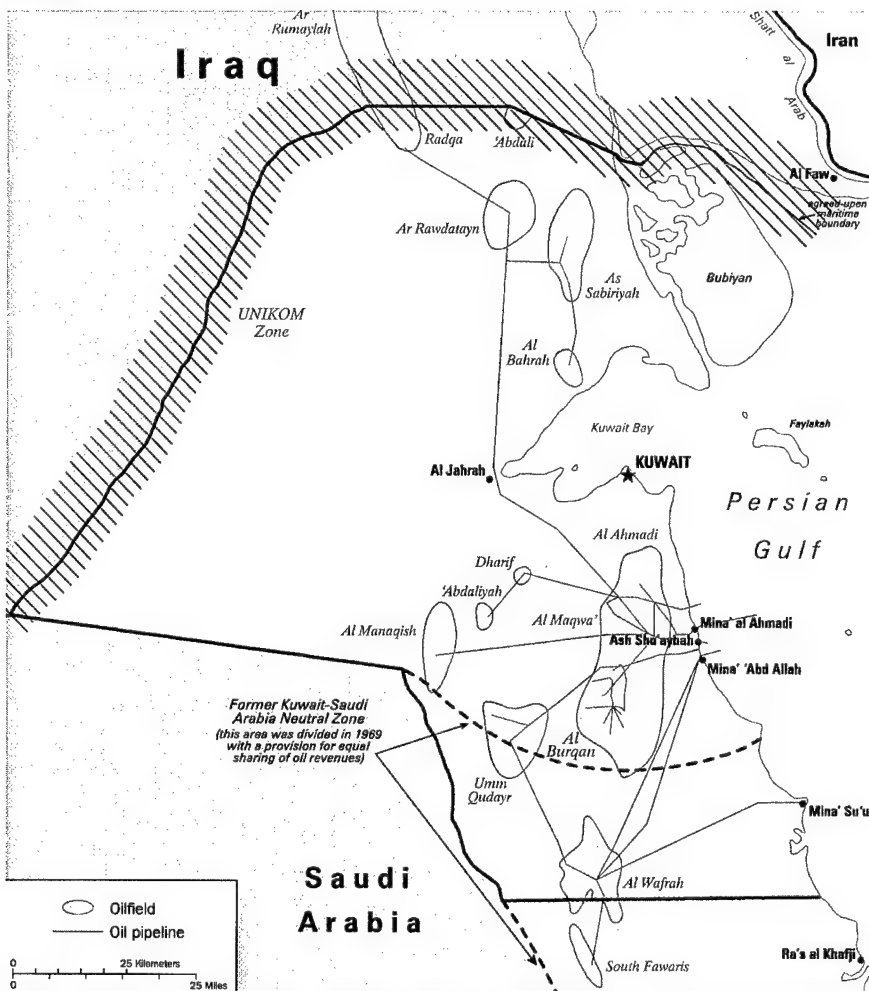 Ar
Rumaylah
Iraq
Iran
Shatt
al
Arab
Radqa
'Abdali
Al Faw
agreed-upon
maritime
boundary
Ar Rawdatayn
As
Sabiriyah
Bubiyan
UNIKOM
Zone
Al
Bahrah
Kuwait Bay
Faylakah
Al Jahrah
KUWAIT
Persian
Gulf
Al Ahmadi
Dharif
'Abdaliyah
Al Manaqish
Al Maqwa'
Mina' al Ahmadi
Ash Shu'aybah
Mina' 'Abd Allah
Former Kuwait-Saudi
Arabia Neutral Zone
(this area was divided in 1969
with a provision for equal
sharing of oil revenues)
Al
Burqan
Umm
Qudayr
Mina' Su'u
Saudi
Arabia
Al Wafrah
Oilfield
Oil pipeline
0 25 Kilometers
0 25 Miles
South Fawaris
Ra's al Khafji